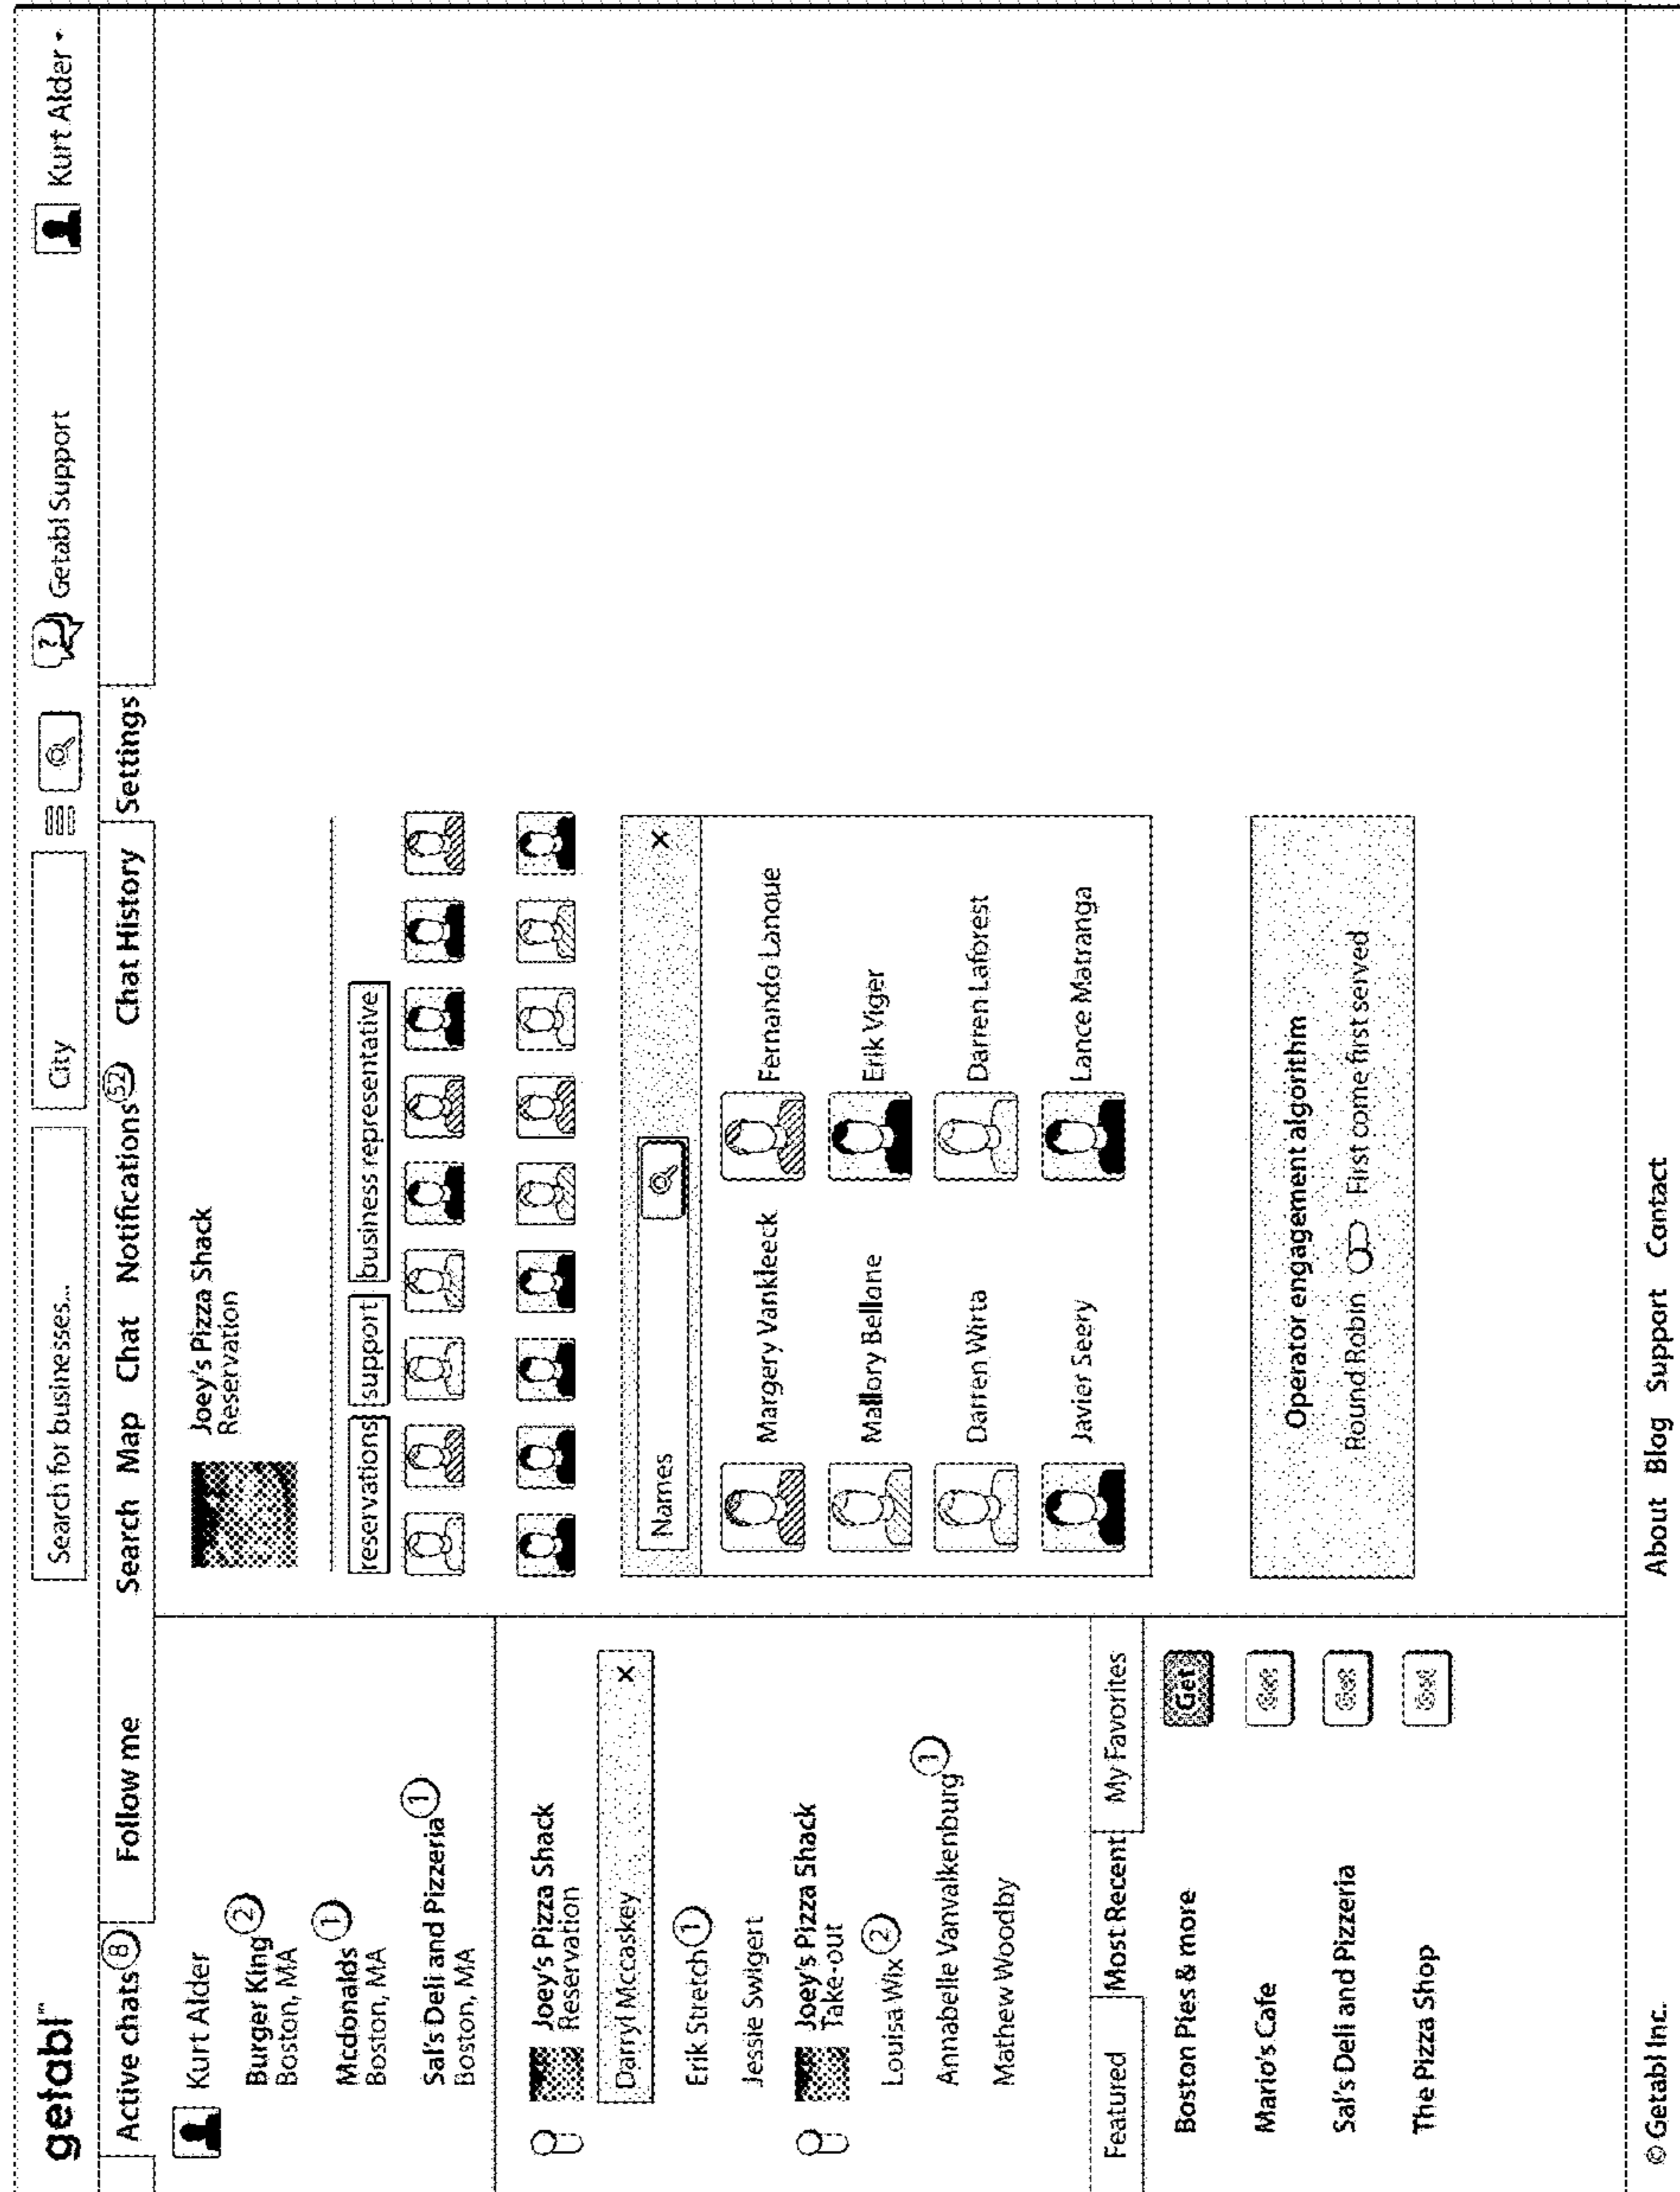 getabl™
Search for businesses...
City
Getabl Support
Kurt Alder
Active chats 8
Follow me
Search Map Chat Notifications 52 Chat History Settings
Kurt Alder
Burger King 2
Boston, MA
Mcdonalds 1
Boston, MA
Sal's Deli and Pizzeria 1
Boston, MA
Joey's Pizza Shack
Reservation
Darryl Mccaskey x
Erik Stretch 1
Jessie Swigert
Joey's Pizza Shack
Take-out
Louisa Wix 2
Annabelle Vanvalkenburg 1
Mathew Woodby
Featured Most Recent My Favorites
Boston Pies & more Get
Mario's Cafe Get
Sal's Deli and Pizzeria Get
The Pizza Shop Get
Joey's Pizza Shack
Reservation
reservations support business representative
Names x
Margery Vankleeck Fernando Lanoue
Mallory Bellone Erik Viger
Darren Wirta Darren Laforest
Javier Seery Lance Matranga
Operator engagement algorithm
Round Robin First come first served
© Getabl Inc. About Blog Support Contact